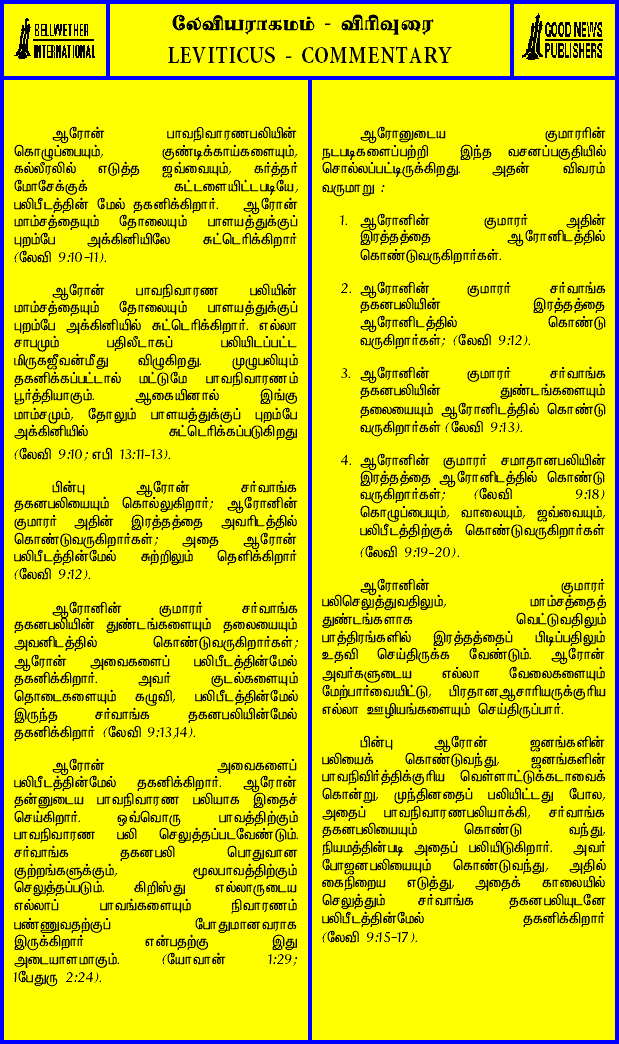 BELLWETHER
INTERNATIONAL
லேவியராகமம் - விரிவுரை
LEVITICUS - COMMENTARY
GOOD NEWS
PUBLISHERS
ஆரோன் பாவநிவாரணபலியின்
கொழுப்பையும், குண்டிக்காய்களையும்,
கல்லீரலில் எடுத்த ஜவ்வையும், கர்த்தர்
மோசேக்குக் கட்டளையிட்டபடியே,
பலிபீடத்தின் மேல் தகனிக்கிறார். ஆரோன்
மாம்சத்தையும் தோலையும் பாளயத்துக்குப்
புறம்பே அக்கினியிலே சுட்டெரிக்கிறார்
(லேவி 9:10-11).
ஆரோன் பாவநிவாரண பலியின்
மாம்சத்தையும் தோலையும் பாளயத்துக்குப்
புறம்பே அக்கினியில் சுட்டெரிக்கிறார். எல்லா
சாபமும் பதிலீடாகப் பலியிடப்பட்ட
மிருகஜீவன்மீது விழுகிறது. முழுபலியும்
தகனிக்கப்பட்டால் மட்டுமே பாவநிவாரணம்
பூர்த்தியாகும். ஆகையினால் இங்கு
மாம்சமும், தோலும் பாளயத்துக்குப் புறம்பே
அக்கினியில் சுட்டெரிக்கப்படுகிறது
(லேவி 9:10; எபி 13:11-13).
பின்பு ஆரோன் சர்வாங்க
தகனபலியையும் கொல்லுகிறார்; ஆரோனின்
குமாரர் அதின் இரத்தத்தை அவரிடத்தில்
கொண்டுவருகிறார்கள்; அதை ஆரோன்
பலிபீடத்தின்மேல் சுற்றிலும் தெளிக்கிறார்
(லேவி 9:12).
ஆரோனின் குமாரர் சர்வாங்க
தகனபலியின் துண்டங்களையும் தலையையும்
அவனிடத்தில் கொண்டுவருகிறார்கள்;
ஆரோன் அவைகளைப் பலிபீடத்தின்மேல்
தகனிக்கிறார். அவர் குடல்களையும்
தொடைகளையும் கழுவி, பலிபீடத்தின்மேல்
இருந்த சர்வாங்க தகனபலியின்மேல்
தகனிக்கிறார் (லேவி 9:13,14).
ஆரோன் அவைகளைப்
பலிபீடத்தின்மேல் தகனிக்கிறார். ஆரோன்
தன்னுடைய பாவநிவாரண பலியாக இதைச்
செய்கிறார். ஒவ்வொரு பாவத்திற்கும்
பாவநிவாரண பலி செலுத்தப்படவேண்டும்.
சர்வாங்க தகனபலி பொதுவான
குற்றங்களுக்கும், மூலபாவத்திற்கும்
செலுத்தப்படும். கிறிஸ்து எல்லாருடைய
எல்லாப் பாவங்களையும் நிவாரணம்
பண்ணுவதற்குப் போதுமானவராக
இருக்கிறார் என்பதற்கு இது
அடையாளமாகும். (யோவான் 1:29;
1பேதுரு 2:24).
ஆரோனுடைய குமாரரின்
நடபடிகளைப்பற்றி இந்த வசனப்பகுதியில்
சொல்லப்பட்டிருக்கிறது. அதன் விவரம்
வருமாறு :
1. ஆரோனின் குமாரர் அதின்
இரத்தத்தை ஆரோனிடத்தில்
கொண்டுவருகிறார்கள்.
2. ஆரோனின் குமாரர் சர்வாங்க
தகனபலியின் இரத்தத்தை
ஆரோனிடத்தில் கொண்டு
வருகிறார்கள்; (லேவி 9:12).
3. ஆரோனின் குமாரர் சர்வாங்க
தகனபலியின் துண்டங்களையும்
தலையையும் ஆரோனிடத்தில் கொண்டு
வருகிறார்கள் (லேவி 9:13).
4. ஆரோனின் குமாரர் சமாதானபலியின்
இரத்தத்தை ஆரோனிடத்தில் கொண்டு
வருகிறார்கள்; (லேவி 9:18)
கொழுப்பையும், வாலையும், ஜவ்வையும்,
பலிபீடத்திற்குக் கொண்டுவருகிறார்கள்
(லேவி 9:19-20).
ஆரோனின் குமாரர்
பலிசெலுத்துவதிலும், மாம்சத்தைத்
துண்டங்களாக வெட்டுவதிலும்
பாத்திரங்களில் இரத்தத்தைப் பிடிப்பதிலும்
உதவி செய்திருக்க வேண்டும். ஆரோன்
அவர்களுடைய எல்லா வேலைகளையும்
மேற்பார்வையிட்டு, பிரதானஆசாரியருக்குரிய
எல்லா ஊழியங்களையும் செய்திருப்பார்.
பின்பு ஆரோன் ஜனங்களின்
பலியைக் கொண்டுவந்து, ஜனங்களின்
பாவநிவிர்த்திக்குரிய வெள்ளாட்டுக்கடாவைக்
கொன்று, முந்தினதைப் பலியிட்டது போல,
அதைப் பாவநிவாரணபலியாக்கி, சர்வாங்க
தகனபலியையும் கொண்டு வந்து,
நியமத்தின்படி அதைப் பலியிடுகிறார். அவர்
போஜனபலியையும் கொண்டுவந்து, அதில்
கைநிறைய எடுத்து, அதைக் காலையில்
செலுத்தும் சர்வாங்க தகனபலியுடனே
பலிபீடத்தின்மேல் தகனிக்கிறார்
(லேவி 9:15-17).